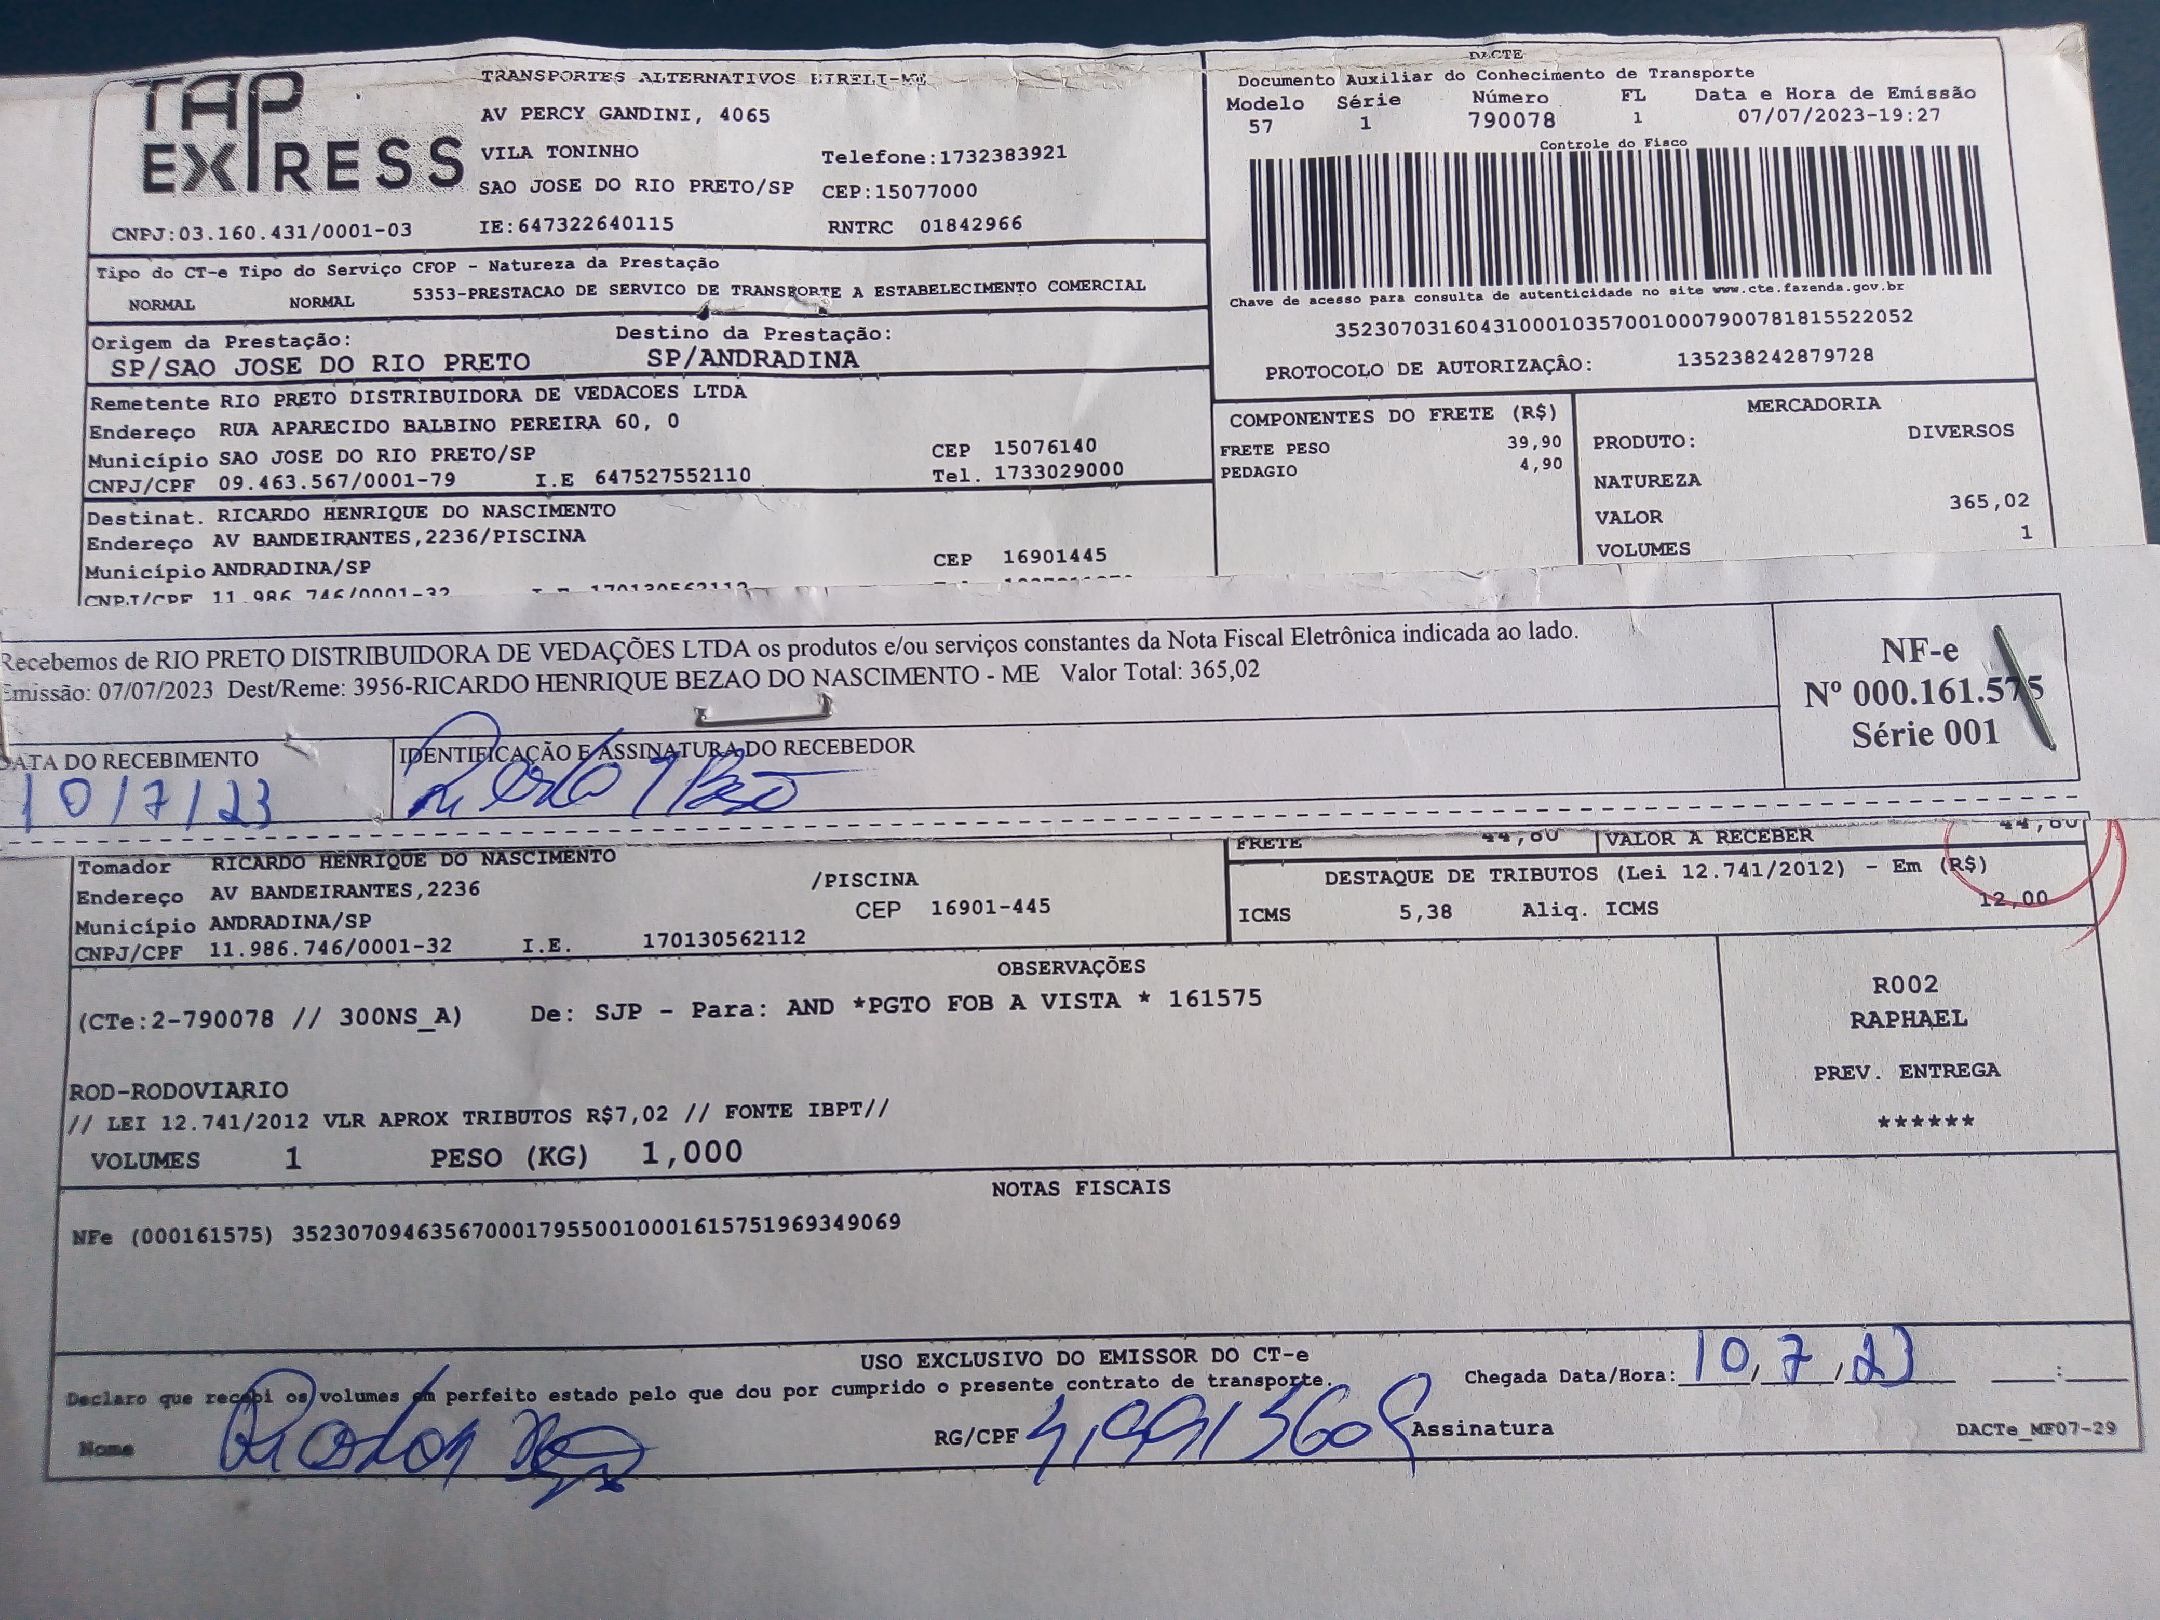 TAP EXPRESS
TRANSPORTES ALTERNATIVOS EIRELI-ME
AV PERCY GANDINI, 4065
VILA TONINHO Telefone:1732383921
SAO JOSE DO RIO PRETO/SP CEP:15077000
CNPJ:03.160.431/0001-03 IE:647322640115 RNTRC 01842966
DACTE
Documento Auxiliar do Conhecimento de Transporte
Modelo Série Número FL Data e Hora de Emissão
57 1 790078 1 07/07/2023-19:27
Controle do Fisco
Chave de acesso para consulta de autenticidade no site www.cte.fazenda.gov.br
35230703160431000103570010007900781815522052
PROTOCOLO DE AUTORIZAÇÂO: 135238242879728
Tipo do CT-e Tipo do Serviço CFOP - Natureza da Prestação
NORMAL NORMAL 5353-PRESTACAO DE SERVICO DE TRANSPORTE A ESTABELECIMENTO COMERCIAL
Origem da Prestação: Destino da Prestação:
SP/SAO JOSE DO RIO PRETO SP/ANDRADINA
Remetente RIO PRETO DISTRIBUIDORA DE VEDACOES LTDA
Endereço RUA APARECIDO BALBINO PEREIRA 60, 0
Município SAO JOSE DO RIO PRETO/SP CEP 15076140
CNPJ/CPF 09.463.567/0001-79 I.E 647527552110 Tel. 1733029000
COMPONENTES DO FRETE (R$)
FRETE PESO 39,90
PEDAGIO 4,90
MERCADORIA
PRODUTO: DIVERSOS
NATUREZA
VALOR 365,02
VOLUMES 1
Destinat. RICARDO HENRIQUE DO NASCIMENTO
Endereço AV BANDEIRANTES,2236/PISCINA
Município ANDRADINA/SP CEP 16901445
CNPJ/CPF 11.986.746/0001-32 I.E 170130562112
Recebemos de RIO PRETO DISTRIBUIDORA DE VEDAÇÕES LTDA os produtos e/ou serviços constantes da Nota Fiscal Eletrônica indicada ao lado.
Emissão: 07/07/2023 Dest/Reme: 3956-RICARDO HENRIQUE BEZAO DO NASCIMENTO - ME Valor Total: 365,02
NF-e
Nº 000.161.575
Série 001
DATA DO RECEBIMENTO IDENTIFICAÇÃO E ASSINATURA DO RECEBEDOR
10/7/23
FRETE 44,80 VALOR A RECEBER 44,80
Tomador RICARDO HENRIQUE DO NASCIMENTO
Endereço AV BANDEIRANTES,2236 /PISCINA
Município ANDRADINA/SP CEP 16901-445
CNPJ/CPF 11.986.746/0001-32 I.E. 170130562112
DESTAQUE DE TRIBUTOS (Lei 12.741/2012) - Em (R$)
ICMS 5,38 Aliq. ICMS 12,00
OBSERVAÇÕES
(CTe:2-790078 // 300NS_A) De: SJP - Para: AND *PGTO FOB A VISTA * 161575
R002
RAPHAEL
PREV. ENTREGA
******
ROD-RODOVIARIO
// LEI 12.741/2012 VLR APROX TRIBUTOS R$7,02 // FONTE IBPT//
VOLUMES 1 PESO (KG) 1,000
NOTAS FISCAIS
NFe (000161575) 35230709463567000179550010001615751969349069
USO EXCLUSIVO DO EMISSOR DO CT-e
Declaro que recebi os volumes em perfeito estado pelo que dou por cumprido o presente contrato de transporte.
Chegada Data/Hora: 10/7/23 :
Nome RG/CPF Assinatura
DACTe_MF07-29